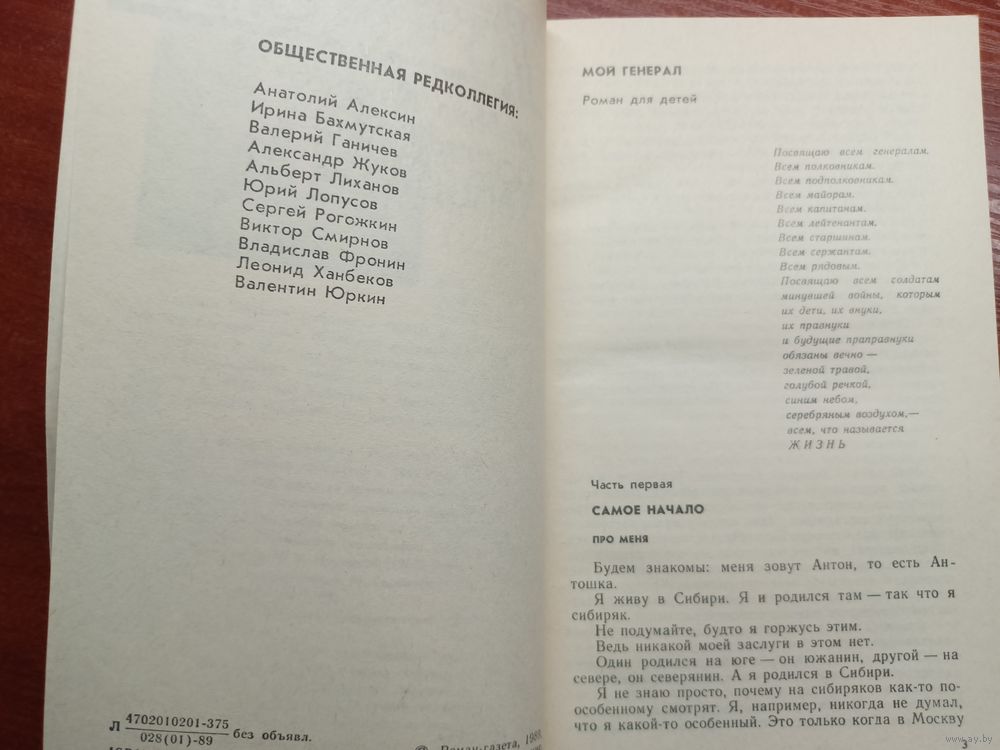 ОБЩЕСТВЕННАЯ РЕДКОЛЛЕГИЯ:
Анатолий Алексин
Ирина Бахмутская
Валерий Ганичев
Александр Жуков
Альберт Лиханов
Юрий Лопусов
Сергей Рогожкин
Виктор Смирнов
Владислав Фронин
Леонид Ханбеков
Валентин Юркин
Л 4702010201-375
028(01)-89
без объявл.
© Роман-газета, 1989
МОЙ ГЕНЕРАЛ
Роман для детей
Посвящаю всем генералам.
Всем полковникам.
Всем подполковникам.
Всем майорам.
Всем капитанам.
Всем лейтенантам.
Всем старшинам.
Всем сержантам.
Всем рядовым.
Посвящаю всем солдатам
минувшей войны, которым
их дети, их внуки,
их правнуки
и будущие праправнуки
обязаны вечно —
зеленой травой,
голубой речкой,
синим небом,
серебряным воздухом,—
всем, что называется
ЖИЗНЬ
Часть первая
САМОЕ НАЧАЛО
ПРО МЕНЯ
Будем знакомы: меня зовут Антон, то есть Ан-
тошка.
Я живу в Сибири. Я и родился там — так что я
сибиряк.
Не подумайте, будто я горжусь этим.
Ведь никакой моей заслуги в этом нет.
Один родился на юге — он южанин, другой — на
севере, он северянин. А я родился в Сибири.
Я не знаю просто, почему на сибиряков как-то по-
особенному смотрят. Я, например, никогда не думал,
что я какой-то особенный. Это только когда в Москву
3
www.ay.by